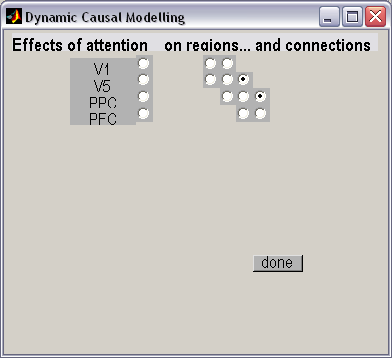 Dynamic Causal Modelling
Effects of attention on regions... and connections
V1
V5
PPC
PFC
done